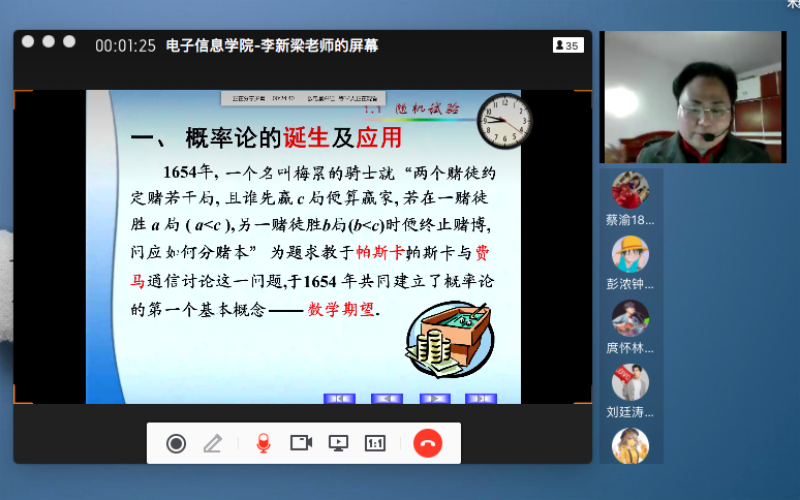 00:01:25 电子信息学院-李新梁老师的屏幕
35
1.1 随机试验
一、 概率论的诞生及应用
1654年, 一个名叫梅累的骑士就“两个赌徒约
定赌若干局, 且谁先赢 c 局便算赢家, 若在一赌徒
胜 a 局 ( a<c ),另一赌徒胜b局(b<c)时便终止赌博,
问应如何分赌本” 为题求教于帕斯卡帕斯卡与费
马通信讨论这一问题,于1654 年共同建立了概率论
的第一个基本概念 —— 数学期望.
1:1
蔡渝18...
彭浓钟...
庹怀林...
刘廷涛...